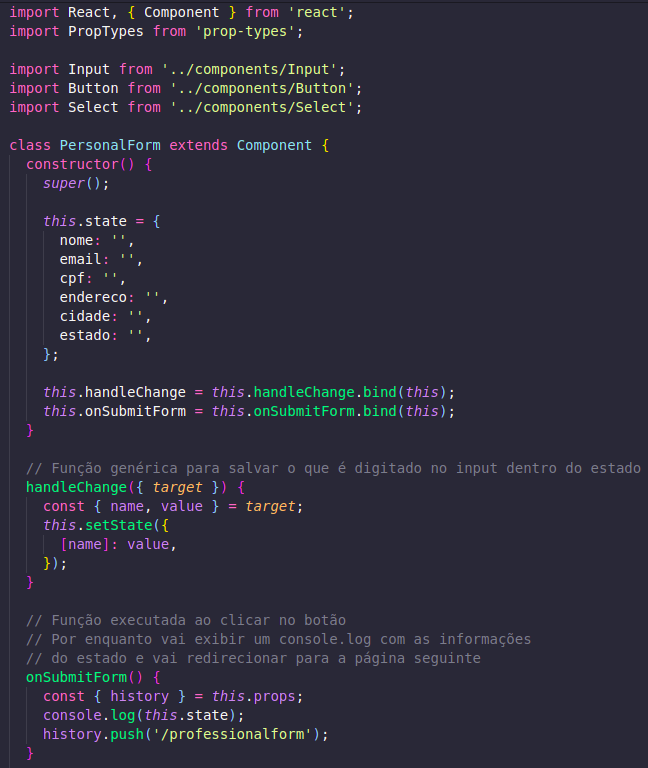 import React, { Component } from 'react';
import PropTypes from 'prop-types';
import Input from '../components/Input';
import Button from '../components/Button';
import Select from '../components/Select';
class PersonalForm extends Component {
constructor() {
super();
this.state = {
nome: '',
email: '',
cpf: '',
endereco: '',
cidade: '',
estado: '',
};
this.handleChange = this.handleChange.bind(this);
this.onSubmitForm = this.onSubmitForm.bind(this);
}
// Função genérica para salvar o que é digitado no input dentro do estado
handleChange({ target }) {
const { name, value } = target;
this.setState({
[name]: value,
});
}
// Função executada ao clicar no botão
// Por enquanto vai exibir um console.log com as informações
// do estado e vai redirecionar para a página seguinte
onSubmitForm() {
const { history } = this.props;
console.log(this.state);
history.push('/professionalform');
}